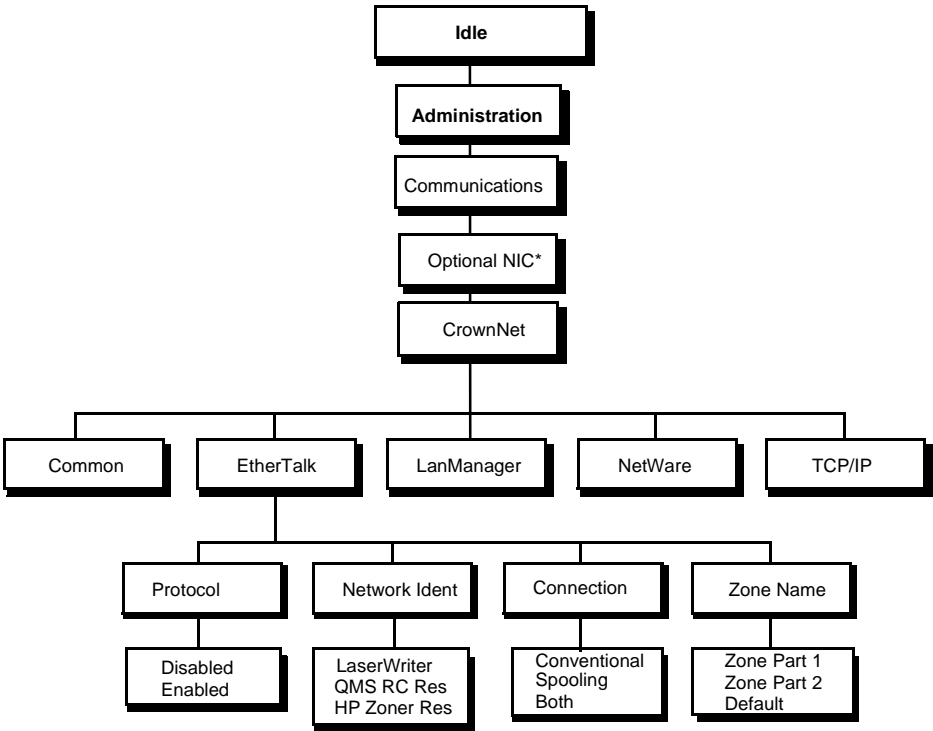 Idle
Administration
Communications
Optional NIC*
CrownNet
Common
EtherTalk
LanManager
NetWare
TCP/IP
Protocol
Network Ident
Connection
Zone Name
Disabled
Enabled
LaserWriter
QMS RC Res
HP Zoner Res
Conventional
Spooling
Both
Zone Part 1
Zone Part 2
Default